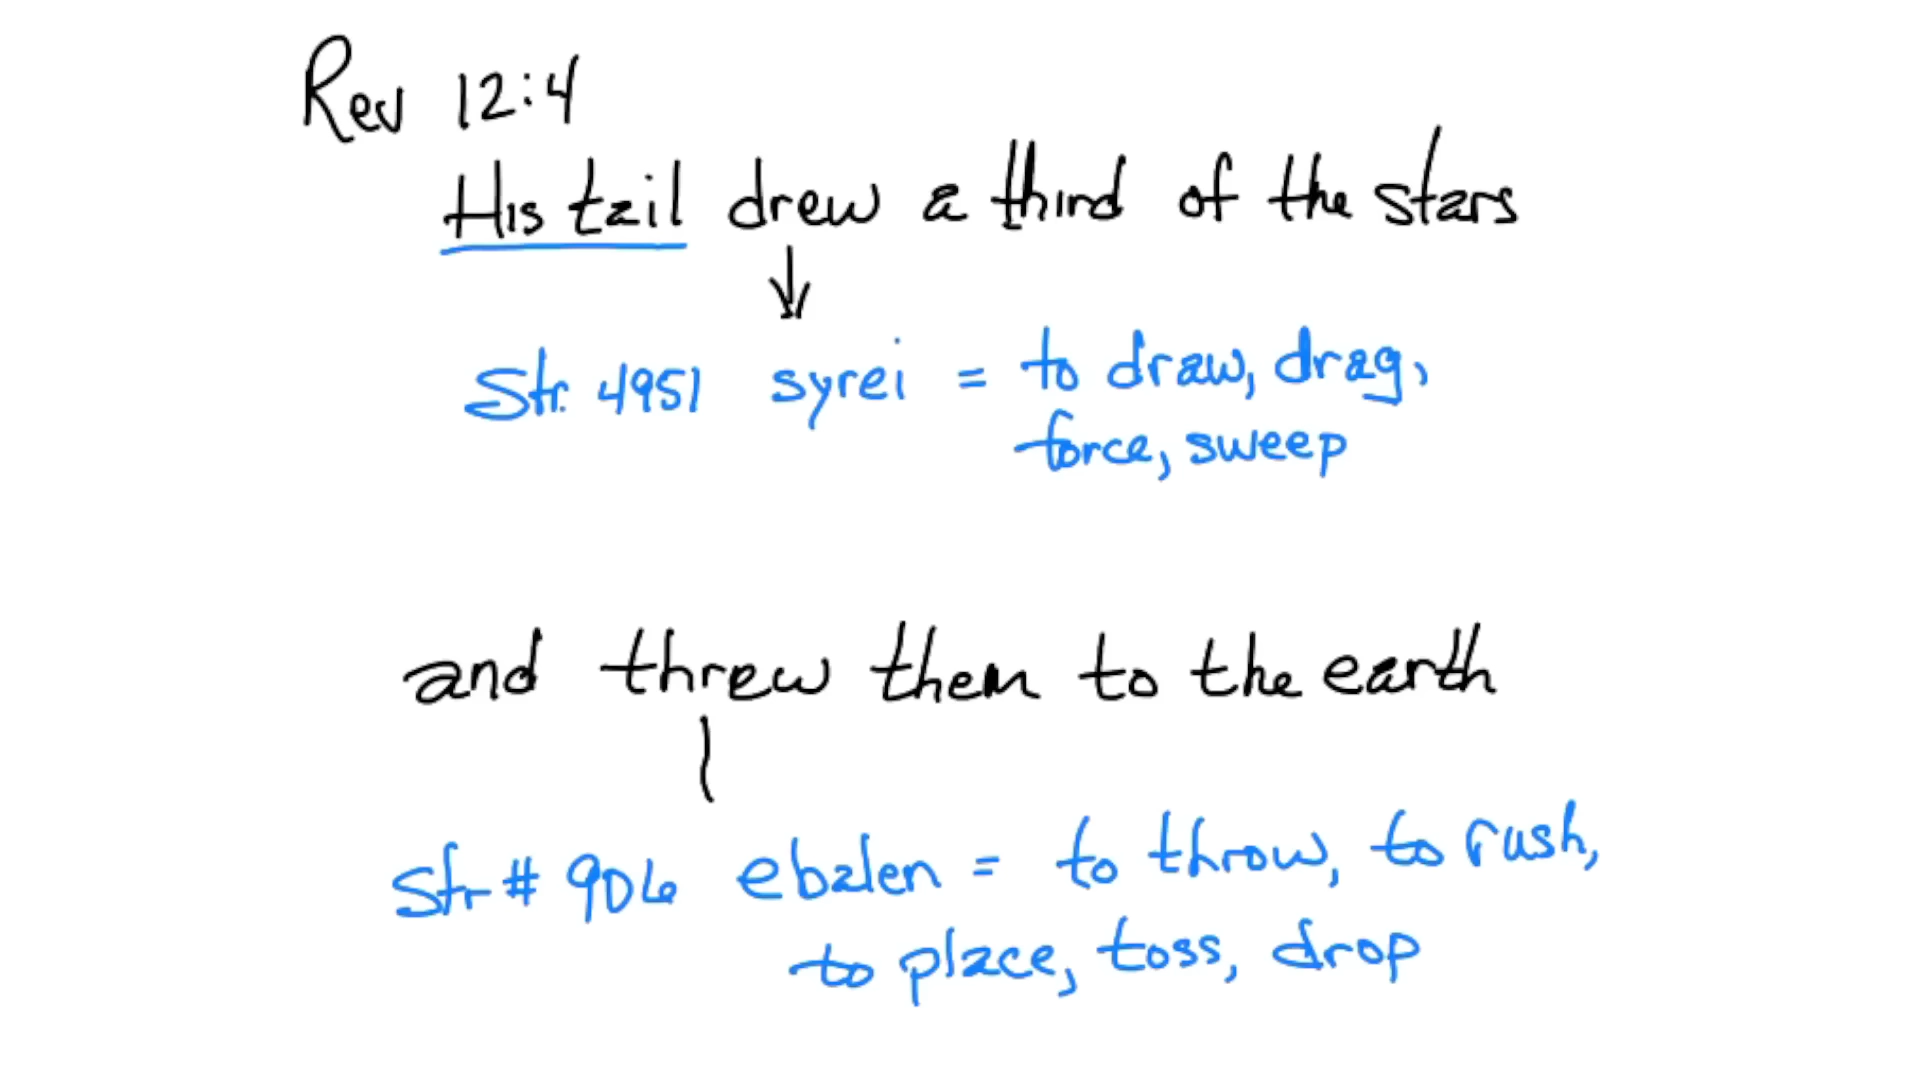 Rev 12:4
His tail drew a third of the stars
Str. 4951 syrei = to draw, drag,
force, sweep
and threw them to the earth
Str # 906 ebalen = to throw, to rush,
to place, toss, drop